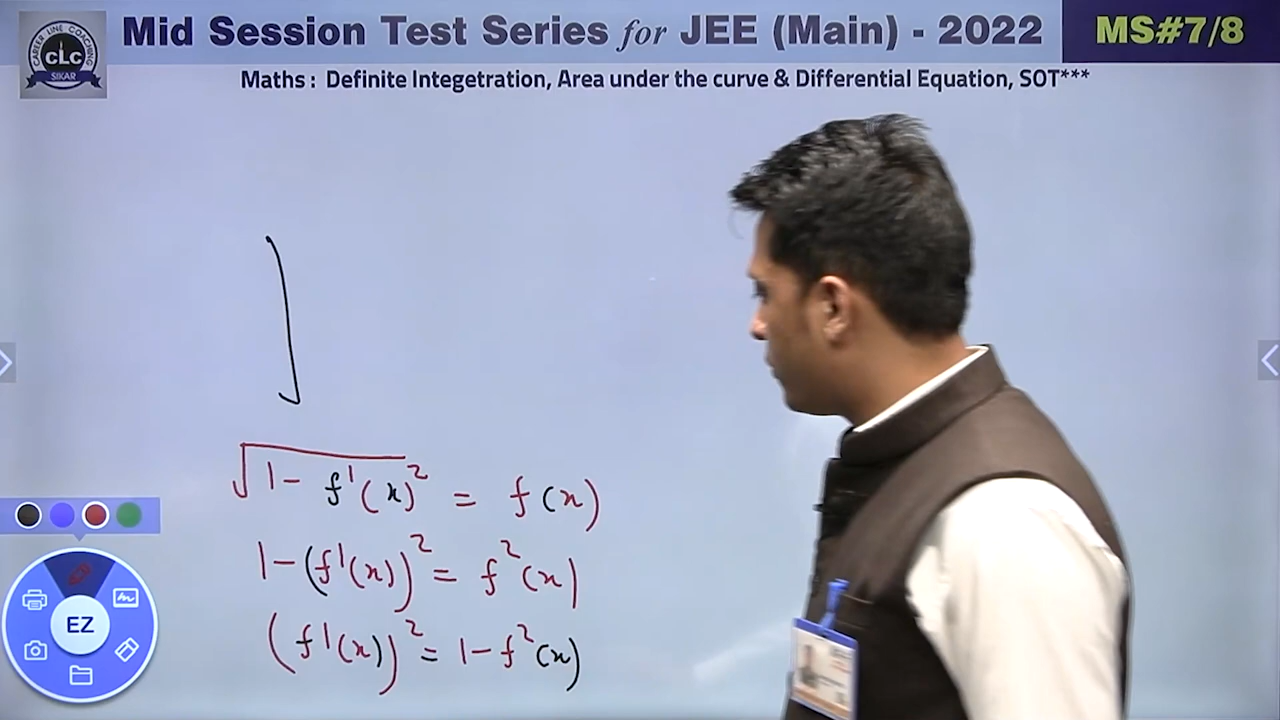 Mid Session Test Series for JEE (Main) - 2022
MS#7/8
CAREER LINE COACHING
CLC
SIKAR
Maths : Definite Integetration, Area under the curve & Differential Equation, SOT***
√(1 - f'(x)²) = f(x)
1 - (f'(x))² = f²(x)
EZ
(f'(x))² = 1 - f²(x)